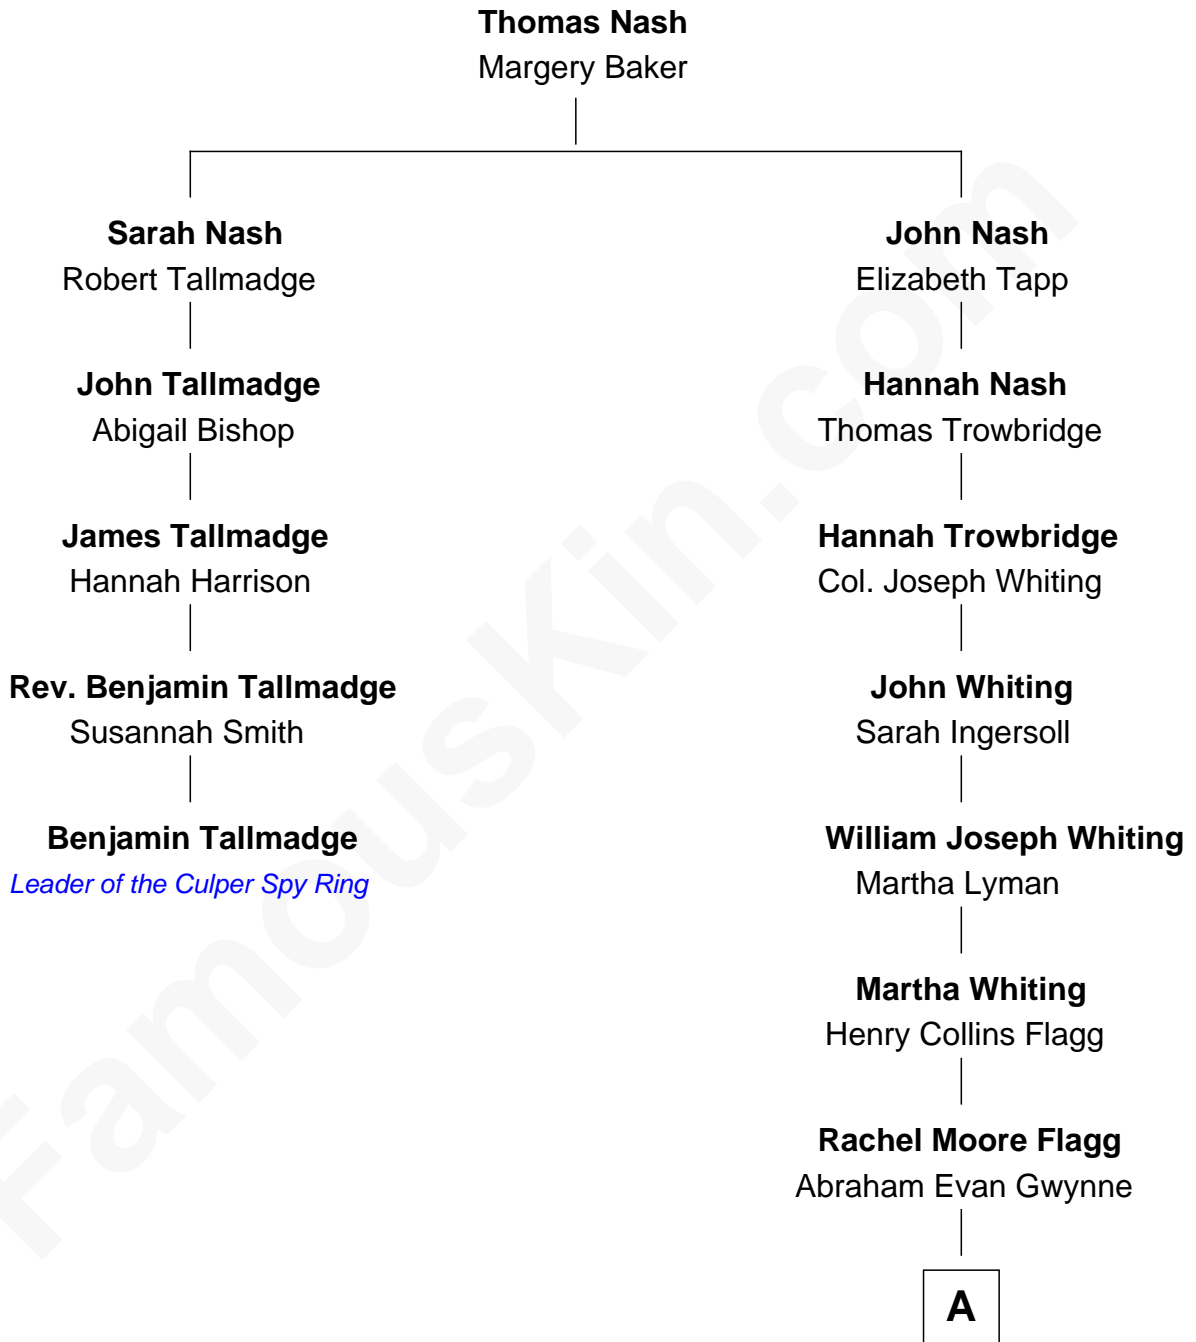 Thomas Nash
Margery Baker
Sarah Nash
Robert Tallmadge
John Tallmadge
Abigail Bishop
James Tallmadge
Hannah Harrison
Rev. Benjamin Tallmadge
Susannah Smith
Benjamin Tallmadge
Leader of the Culper Spy Ring
John Nash
Elizabeth Tapp
Hannah Nash
Thomas Trowbridge
Hannah Trowbridge
Col. Joseph Whiting
John Whiting
Sarah Ingersoll
William Joseph Whiting
Martha Lyman
Martha Whiting
Henry Collins Flagg
Rachel Moore Flagg
Abraham Evan Gwynne
A
FamousKin.com